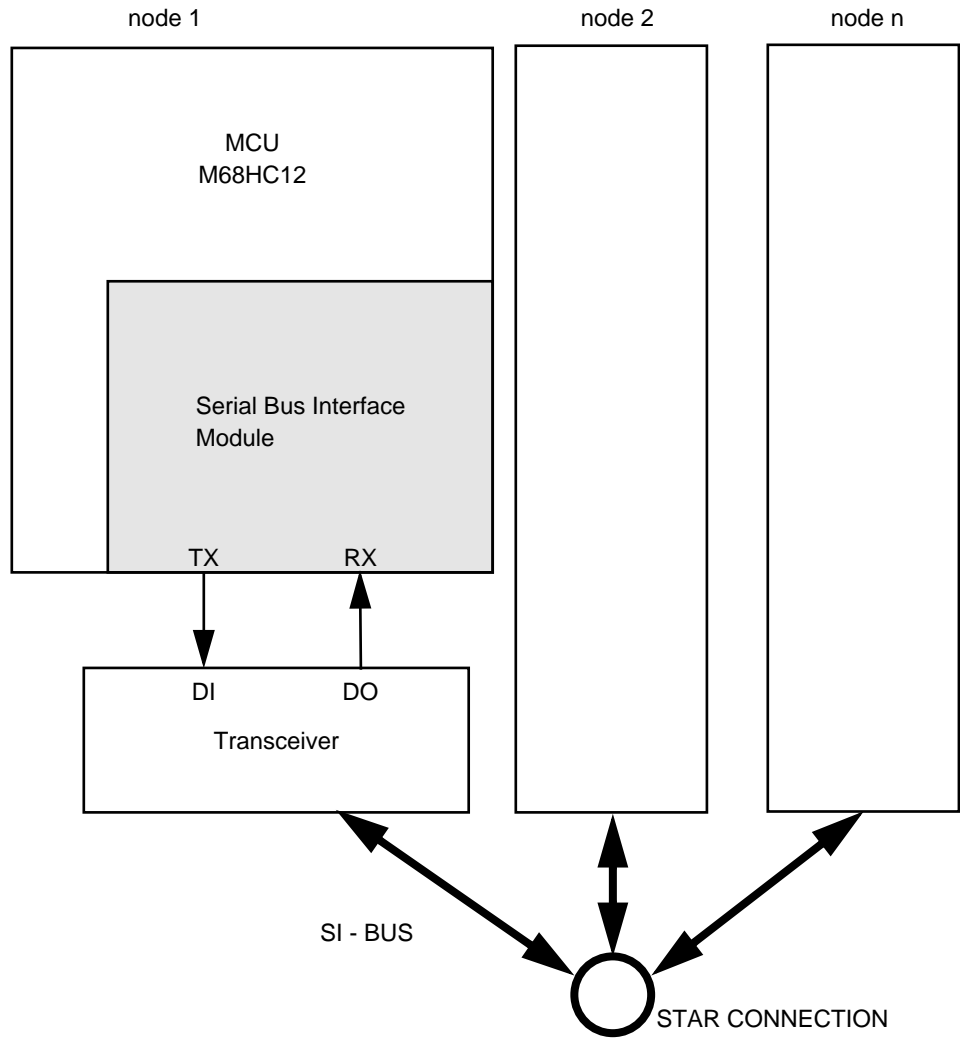 node 1
node 2
node n
MCU
M68HC12
Serial Bus Interface
Module
TX
RX
DI
DO
Transceiver
SI - BUS
STAR CONNECTION